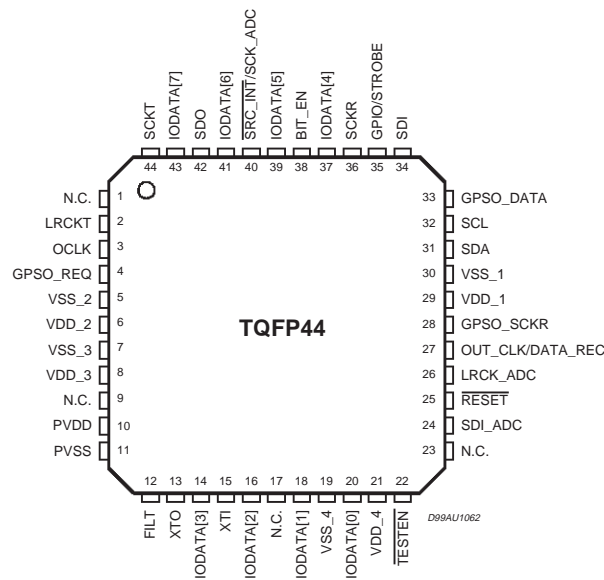 SCKT
IODATA[7]
SDO
IODATA[6]
SRC_INT/SCK_ADC
IODATA[5]
BIT_EN
IODATA[4]
SCKR
GPIO/STROBE
SDI
44 43 42 41 40 39 38 37 36 35 34
N.C. 1
LRCKT 2
OCLK 3
GPSO_REQ 4
VSS_2 5
VDD_2 6
VSS_3 7
VDD_3 8
N.C. 9
PVDD 10
PVSS 11
TQFP44
33 GPSO_DATA
32 SCL
31 SDA
30 VSS_1
29 VDD_1
28 GPSO_SCKR
27 OUT_CLK/DATA_REC
26 LRCK_ADC
25 RESET
24 SDI_ADC
23 N.C.
12 13 14 15 16 17 18 19 20 21 22
FILT
XTO
IODATA[3]
XTI
IODATA[2]
N.C.
IODATA[1]
VSS_4
IODATA[0]
VDD_4
TESTEN
D99AU1062